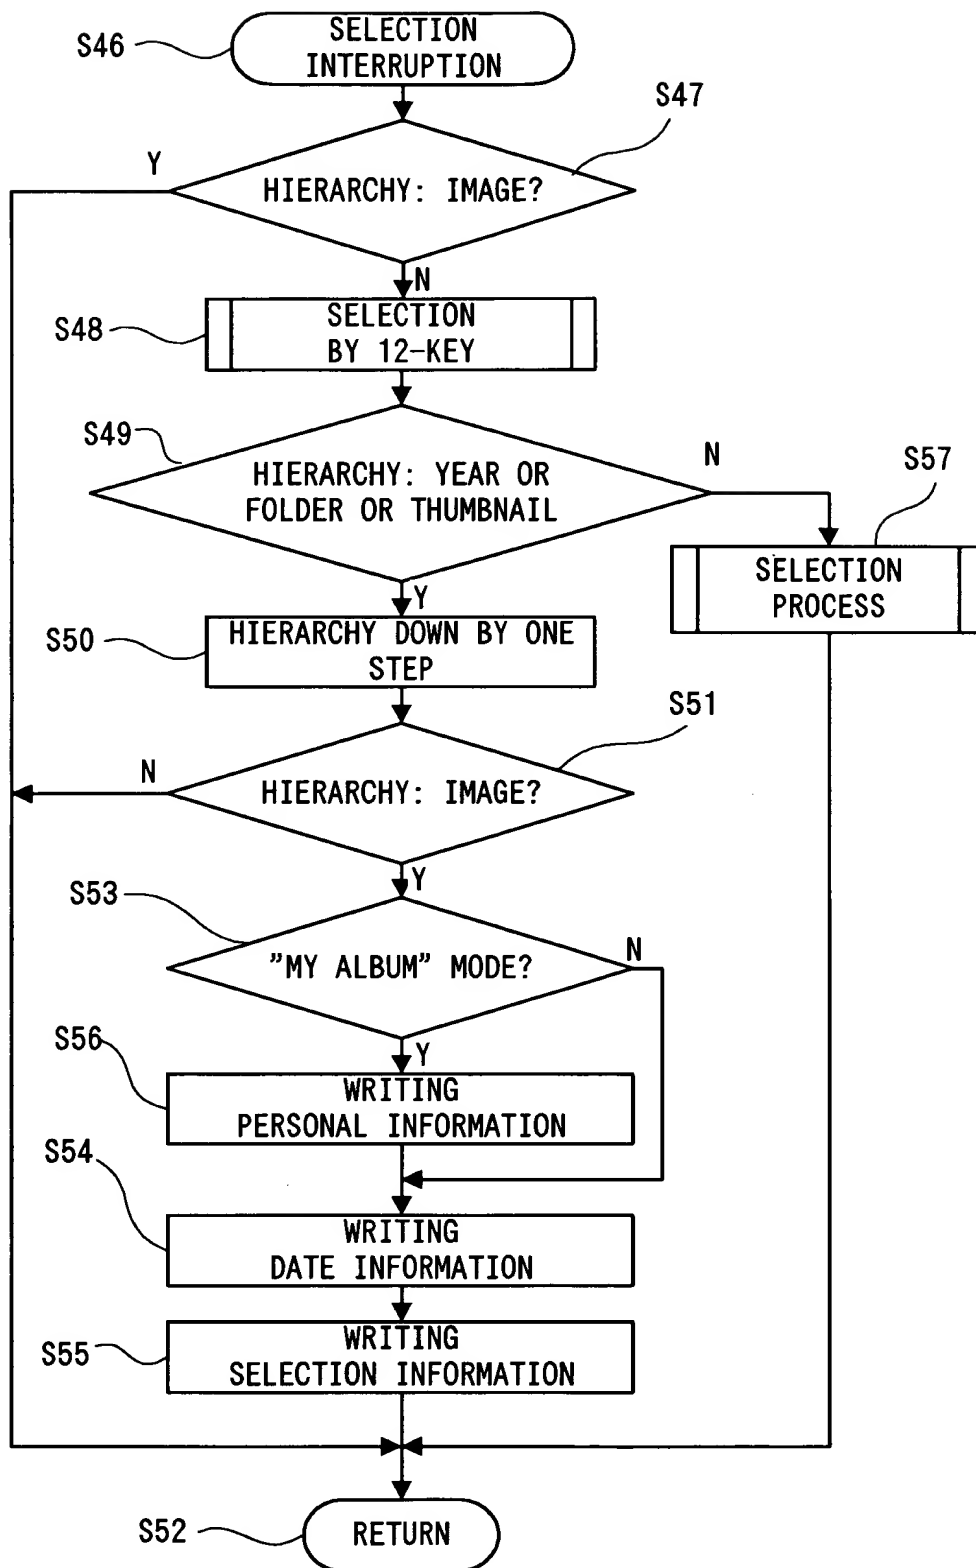 S46
SELECTION
INTERRUPTION
S47
Y
HIERARCHY: IMAGE?
N
S48
SELECTION
BY 12-KEY
S49
HIERARCHY: YEAR OR
FOLDER OR THUMBNAIL
N
S57
SELECTION
PROCESS
Y
S50
HIERARCHY DOWN BY ONE
STEP
S51
N
HIERARCHY: IMAGE?
Y
S53
"MY ALBUM" MODE?
N
Y
S56
WRITING
PERSONAL INFORMATION
S54
WRITING
DATE INFORMATION
S55
WRITING
SELECTION INFORMATION
S52
RETURN